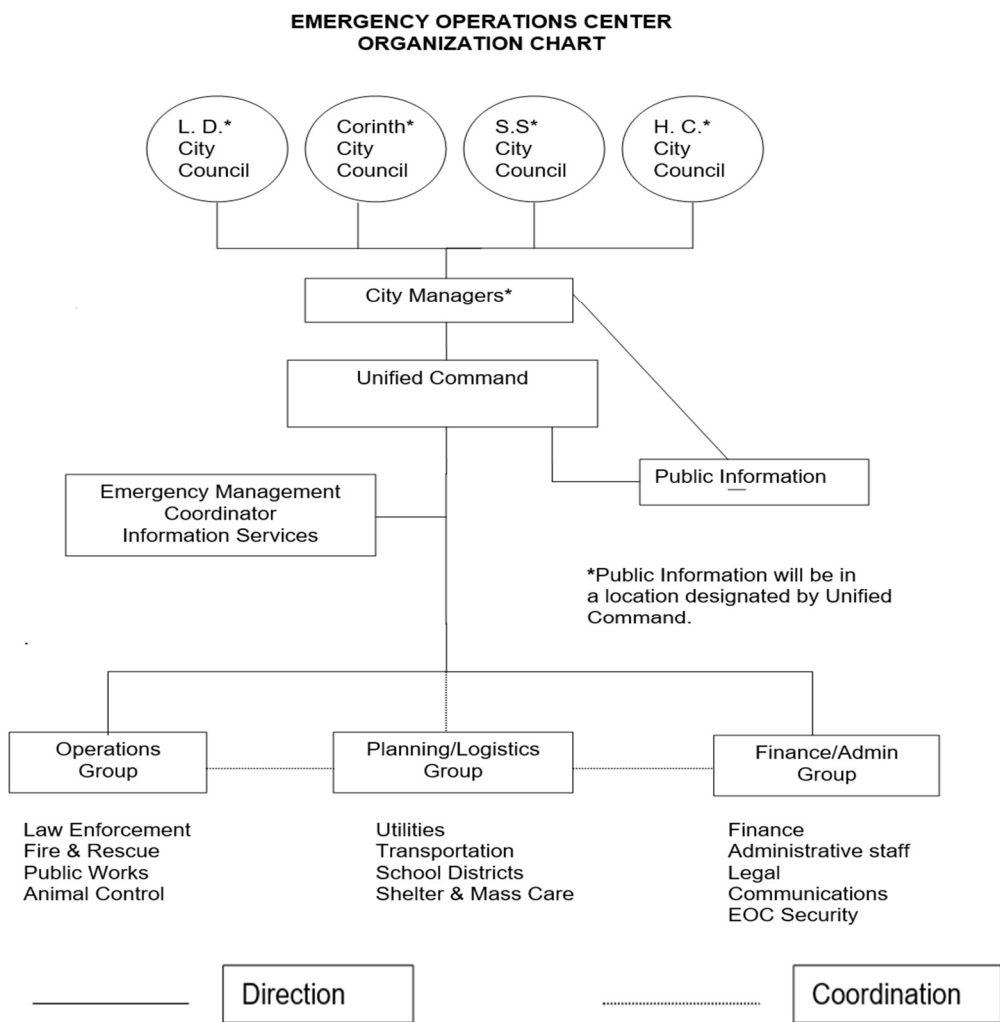 EMERGENCY OPERATIONS CENTER
ORGANIZATION CHART
L. D.*
City
Council
Corinth*
City
Council
S.S*
City
Council
H. C.*
City
Council
City Managers*
Unified Command
Public Information
Emergency Management
Coordinator
Information Services
*Public Information will be in
a location designated by Unified
Command.
Operations
Group
Planning/Logistics
Group
Finance/Admin
Group
Law Enforcement
Fire & Rescue
Public Works
Animal Control
Utilities
Transportation
School Districts
Shelter & Mass Care
Finance
Administrative staff
Legal
Communications
EOC Security
Direction
Coordination